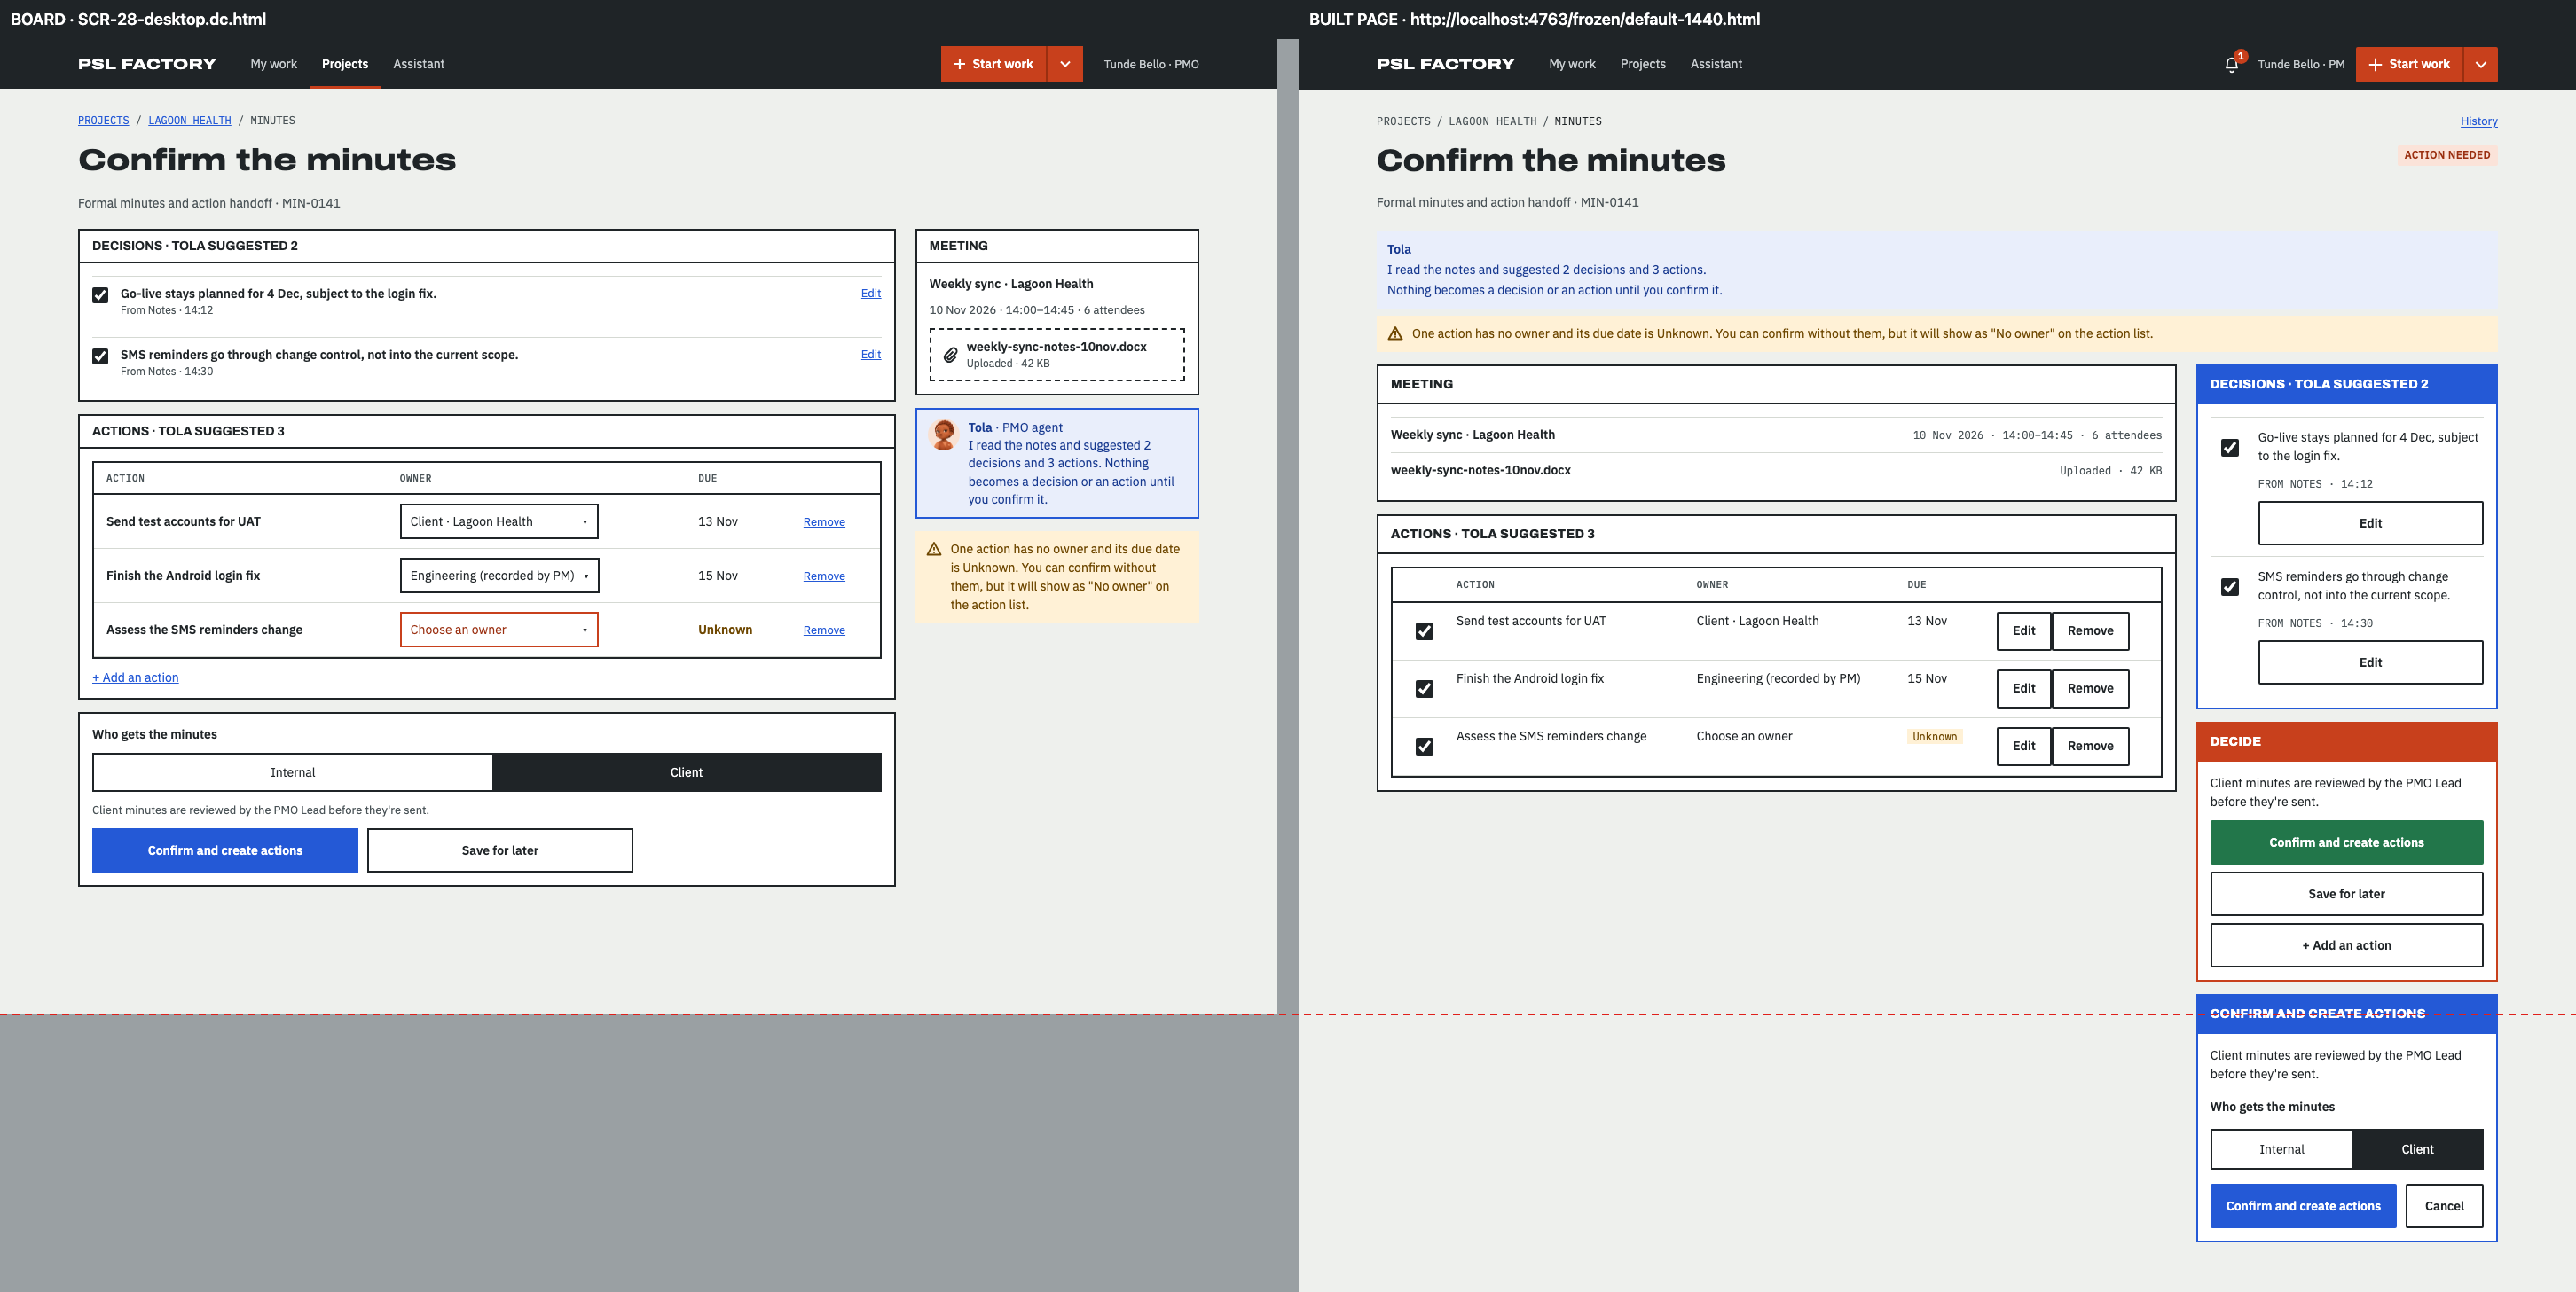 BOARD · SCR-28-desktop.dc.html
PSL FACTORY
My work
Projects
Assistant
+ Start work
Tunde Bello · PMO
PROJECTS / LAGOON HEALTH / MINUTES
Confirm the minutes
Formal minutes and action handoff · MIN-0141
DECISIONS · TOLA SUGGESTED 2
Go-live stays planned for 4 Dec, subject to the login fix.
Edit
From Notes · 14:12
SMS reminders go through change control, not into the current scope.
Edit
From Notes · 14:30
ACTIONS · TOLA SUGGESTED 3
ACTION OWNER DUE
Send test accounts for UAT
Client · Lagoon Health
13 Nov
Remove
Finish the Android login fix
Engineering (recorded by PM)
15 Nov
Remove
Assess the SMS reminders change
Choose an owner
Unknown
Remove
+ Add an action
Who gets the minutes
Internal
Client
Client minutes are reviewed by the PMO Lead before they're sent.
Confirm and create actions
Save for later
MEETING
Weekly sync · Lagoon Health
10 Nov 2026 · 14:00–14:45 · 6 attendees
weekly-sync-notes-10nov.docx
Uploaded · 42 KB
Tola · PMO agent
I read the notes and suggested 2
decisions and 3 actions. Nothing
becomes a decision or an action until
you confirm it.
One action has no owner and its due date
is Unknown. You can confirm without
them, but it will show as "No owner" on
the action list.
BUILT PAGE · http://localhost:4763/frozen/default-1440.html
PSL FACTORY
My work
Projects
Assistant
1
Tunde Bello · PM
+ Start work
PROJECTS / LAGOON HEALTH / MINUTES
History
Confirm the minutes
ACTION NEEDED
Formal minutes and action handoff · MIN-0141
Tola
I read the notes and suggested 2 decisions and 3 actions.
Nothing becomes a decision or an action until you confirm it.
One action has no owner and its due date is Unknown. You can confirm without them, but it will show as "No owner" on the action list.
MEETING
Weekly sync · Lagoon Health
10 Nov 2026 · 14:00–14:45 · 6 attendees
weekly-sync-notes-10nov.docx
Uploaded · 42 KB
ACTIONS · TOLA SUGGESTED 3
ACTION OWNER DUE
Send test accounts for UAT
Client · Lagoon Health
13 Nov
Edit
Remove
Finish the Android login fix
Engineering (recorded by PM)
15 Nov
Edit
Remove
Assess the SMS reminders change
Choose an owner
Unknown
Edit
Remove
DECISIONS · TOLA SUGGESTED 2
Go-live stays planned for 4 Dec, subject
to the login fix.
FROM NOTES · 14:12
Edit
SMS reminders go through change
control, not into the current scope.
FROM NOTES · 14:30
Edit
DECIDE
Client minutes are reviewed by the PMO Lead
before they're sent.
Confirm and create actions
Save for later
+ Add an action
CONFIRM AND CREATE ACTIONS
Client minutes are reviewed by the PMO Lead
before they're sent.
Who gets the minutes
Internal
Client
Confirm and create actions
Cancel